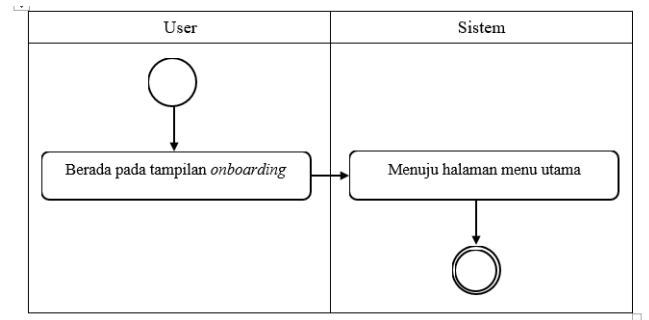 User
Sistem
Berada pada tampilan onboarding
Menuju halaman menu utama